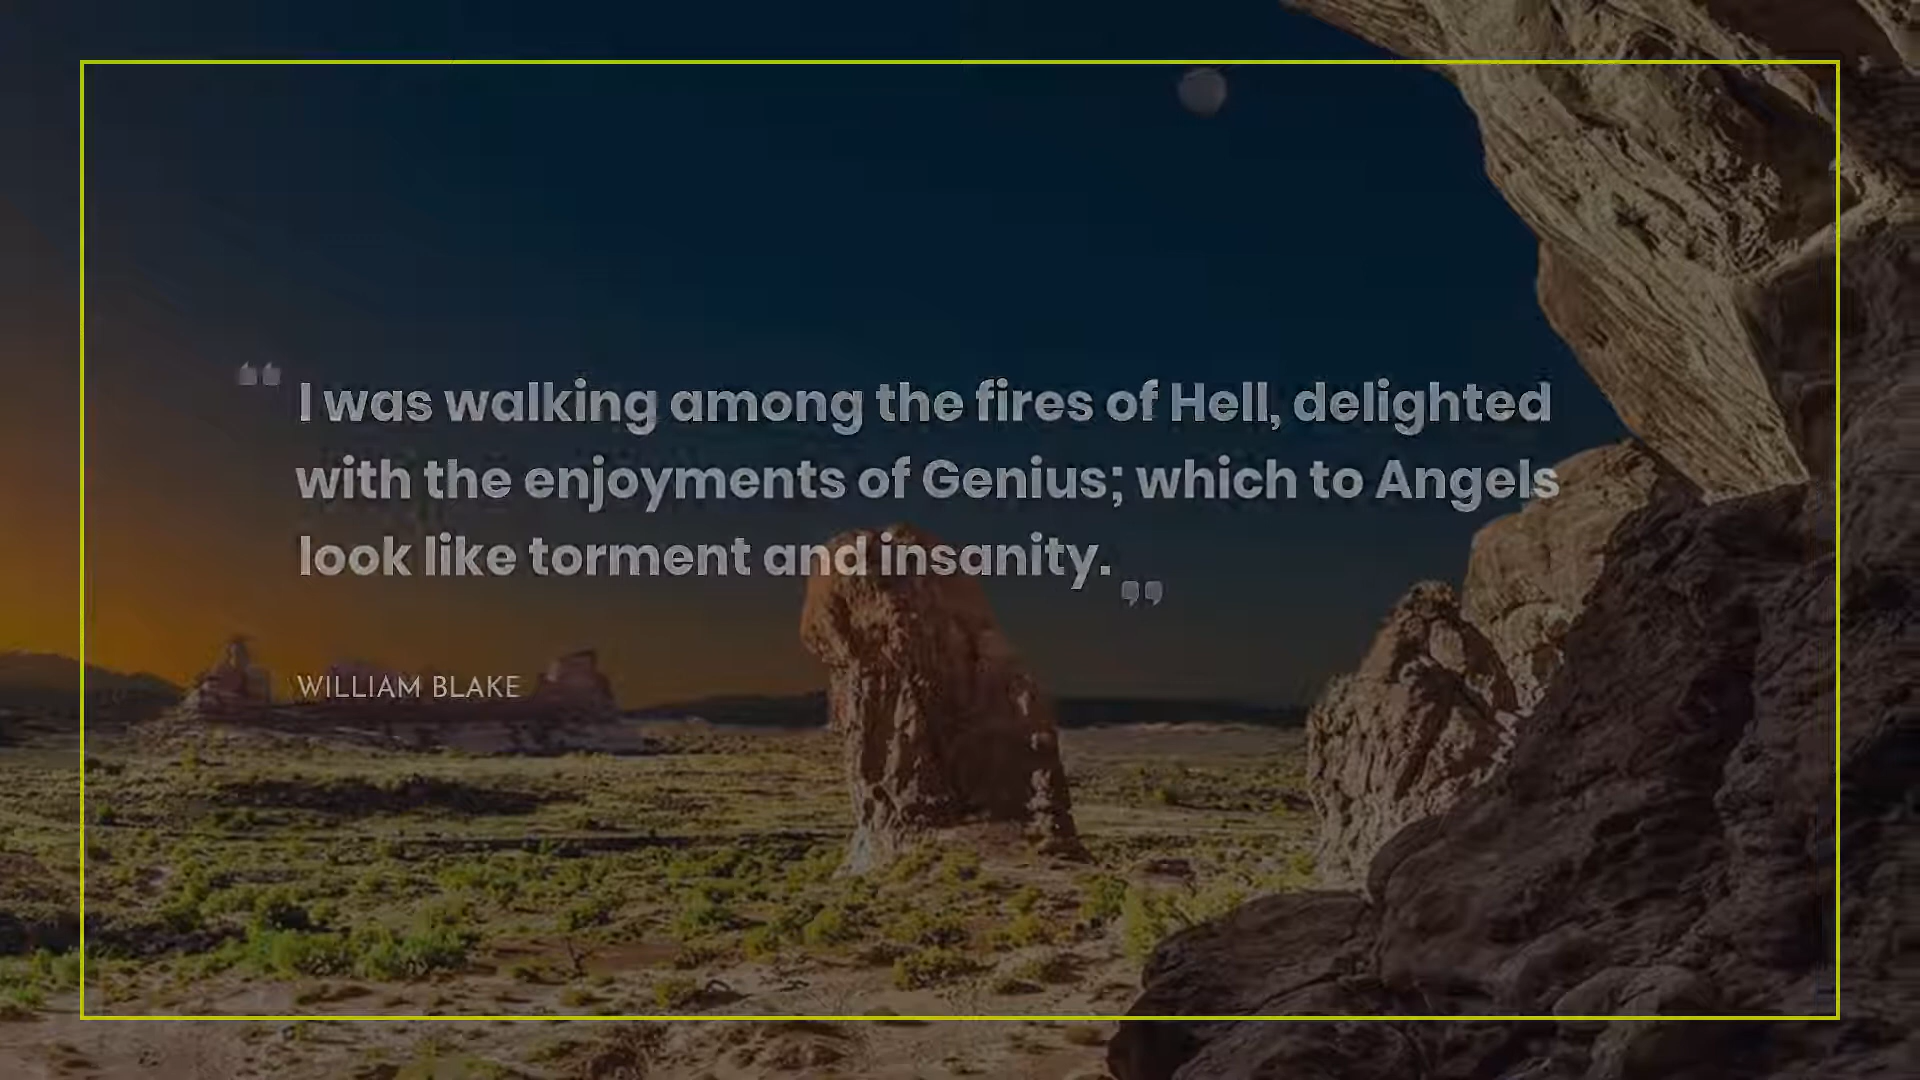 “ I was walking among the fires of Hell, delighted
with the enjoyments of Genius; which to Angels
look like torment and insanity. ”
WILLIAM BLAKE